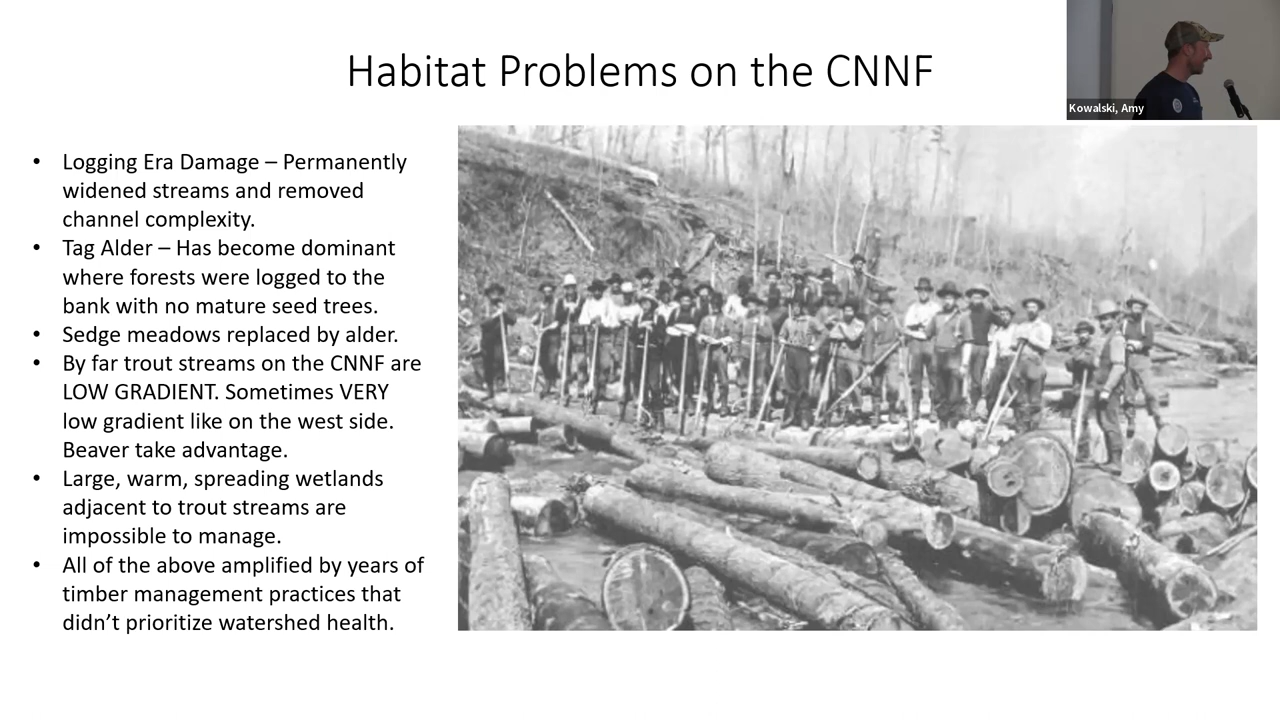 Habitat Problems on the CNNF
Kowalski, Amy
• Logging Era Damage – Permanently
widened streams and removed
channel complexity.
• Tag Alder – Has become dominant
where forests were logged to the
bank with no mature seed trees.
• Sedge meadows replaced by alder.
• By far trout streams on the CNNF are
LOW GRADIENT. Sometimes VERY
low gradient like on the west side.
Beaver take advantage.
• Large, warm, spreading wetlands
adjacent to trout streams are
impossible to manage.
• All of the above amplified by years of
timber management practices that
didn’t prioritize watershed health.